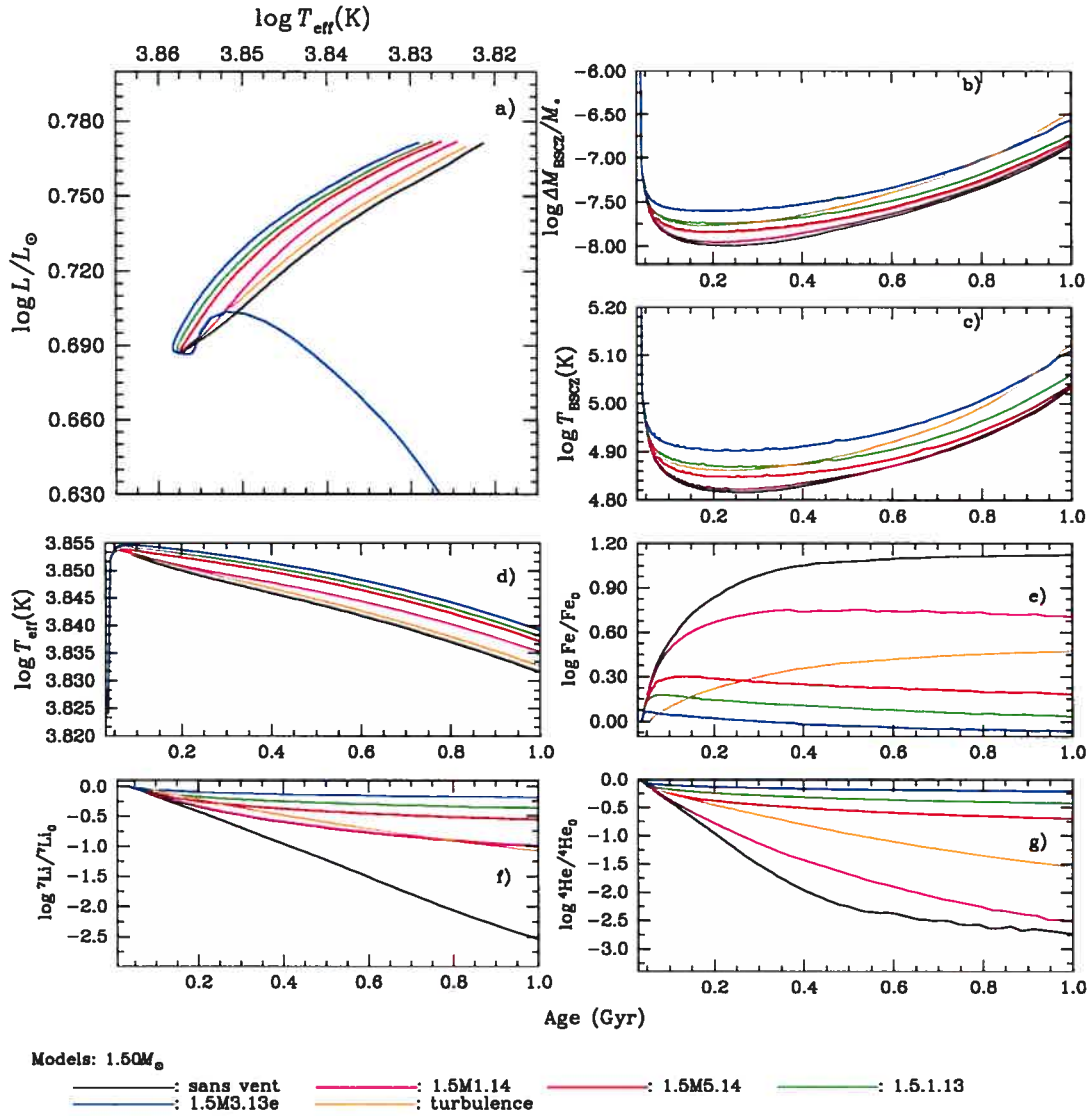 log T_eff(K)
3.86 3.85 3.84 3.83 3.82
a)
log L/L_⊙
0.780
0.750
0.720
0.690
0.660
0.630
b)
log ΔM_BSCZ/M_*
-6.00
-6.50
-7.00
-7.50
-8.00
0.2 0.4 0.6 0.8 1.0
c)
log T_BSCZ(K)
5.20
5.10
5.00
4.90
4.80
0.2 0.4 0.6 0.8 1.0
d)
log T_eff(K)
3.855
3.850
3.845
3.840
3.835
3.830
3.825
3.820
0.2 0.4 0.6 0.8 1.0
e)
log Fe/Fe_0
1.20
0.90
0.60
0.30
0.00
0.2 0.4 0.6 0.8 1.0
f)
log ⁷Li/⁷Li_0
0.0
-0.5
-1.0
-1.5
-2.0
-2.5
0.2 0.4 0.6 0.8 1.0
g)
log ⁴He/⁴He_0
0.0
-0.5
-1.0
-1.5
-2.0
-2.5
-3.0
0.2 0.4 0.6 0.8 1.0
Age (Gyr)
Models: 1.50M_⊙
: sans vent : 1.5M1.14 : 1.5M5.14 : 1.5.1.13
: 1.5M3.13e : turbulence